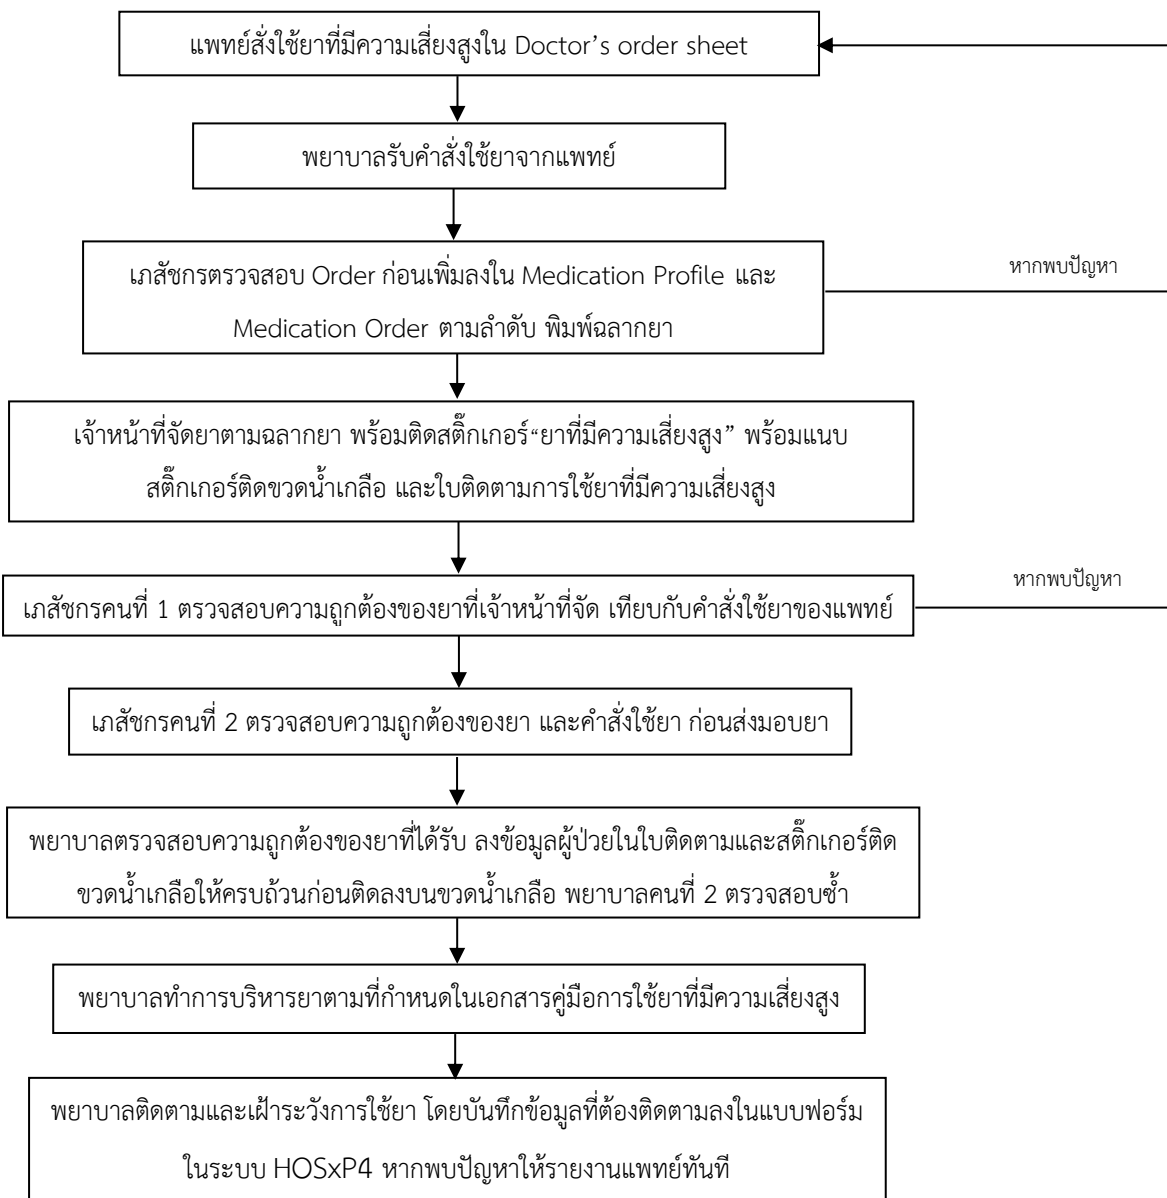 แพทย์สั่งใช้ยาที่มีความเสี่ยงสูงใน Doctor's order sheet
พยาบาลรับคำสั่งใช้ยาจากแพทย์
เภสัชกรตรวจสอบ Order ก่อนเพิ่มลงใน Medication Profile และ
Medication Order ตามลำดับ พิมพ์ฉลากยา
หากพบปัญหา
เจ้าหน้าที่จัดยาตามฉลากยา พร้อมติดสติ๊กเกอร์“ยาที่มีความเสี่ยงสูง” พร้อมแนบ
สติ๊กเกอร์ติดขวดน้ำเกลือ และใบติดตามการใช้ยาที่มีความเสี่ยงสูง
หากพบปัญหา
เภสัชกรคนที่ 1 ตรวจสอบความถูกต้องของยาที่เจ้าหน้าที่จัด เทียบกับคำสั่งใช้ยาของแพทย์
เภสัชกรคนที่ 2 ตรวจสอบความถูกต้องของยา และคำสั่งใช้ยา ก่อนส่งมอบยา
พยาบาลตรวจสอบความถูกต้องของยาที่ได้รับ ลงข้อมูลผู้ป่วยในใบติดตามและสติ๊กเกอร์ติด
ขวดน้ำเกลือให้ครบถ้วนก่อนติดลงบนขวดน้ำเกลือ พยาบาลคนที่ 2 ตรวจสอบซ้ำ
พยาบาลทำการบริหารยาตามที่กำหนดในเอกสารคู่มือการใช้ยาที่มีความเสี่ยงสูง
พยาบาลติดตามและเฝ้าระวังการใช้ยา โดยบันทึกข้อมูลที่ต้องติดตามลงในแบบฟอร์ม
ในระบบ HOSxP4 หากพบปัญหาให้รายงานแพทย์ทันที